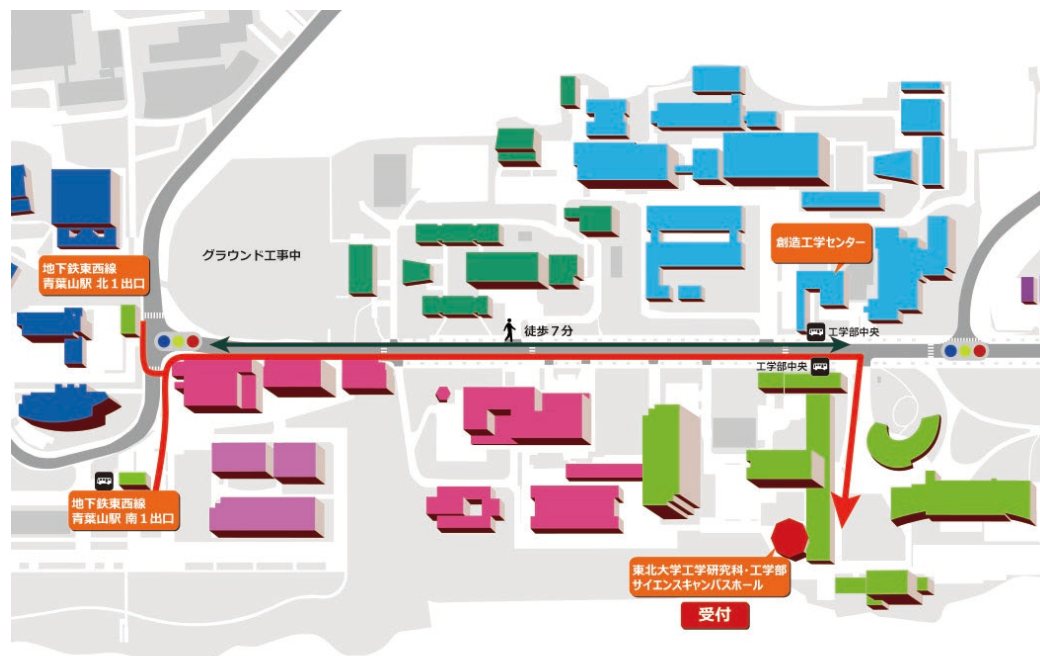 創造工学センター
グラウンド工事中
地下鉄東西線
青葉山駅 北1出口
徒歩7分
工学部中央
工学部中央
地下鉄東西線
青葉山駅 南1出口
東北大学工学研究科・工学部
サイエンスキャンパスホール
受付